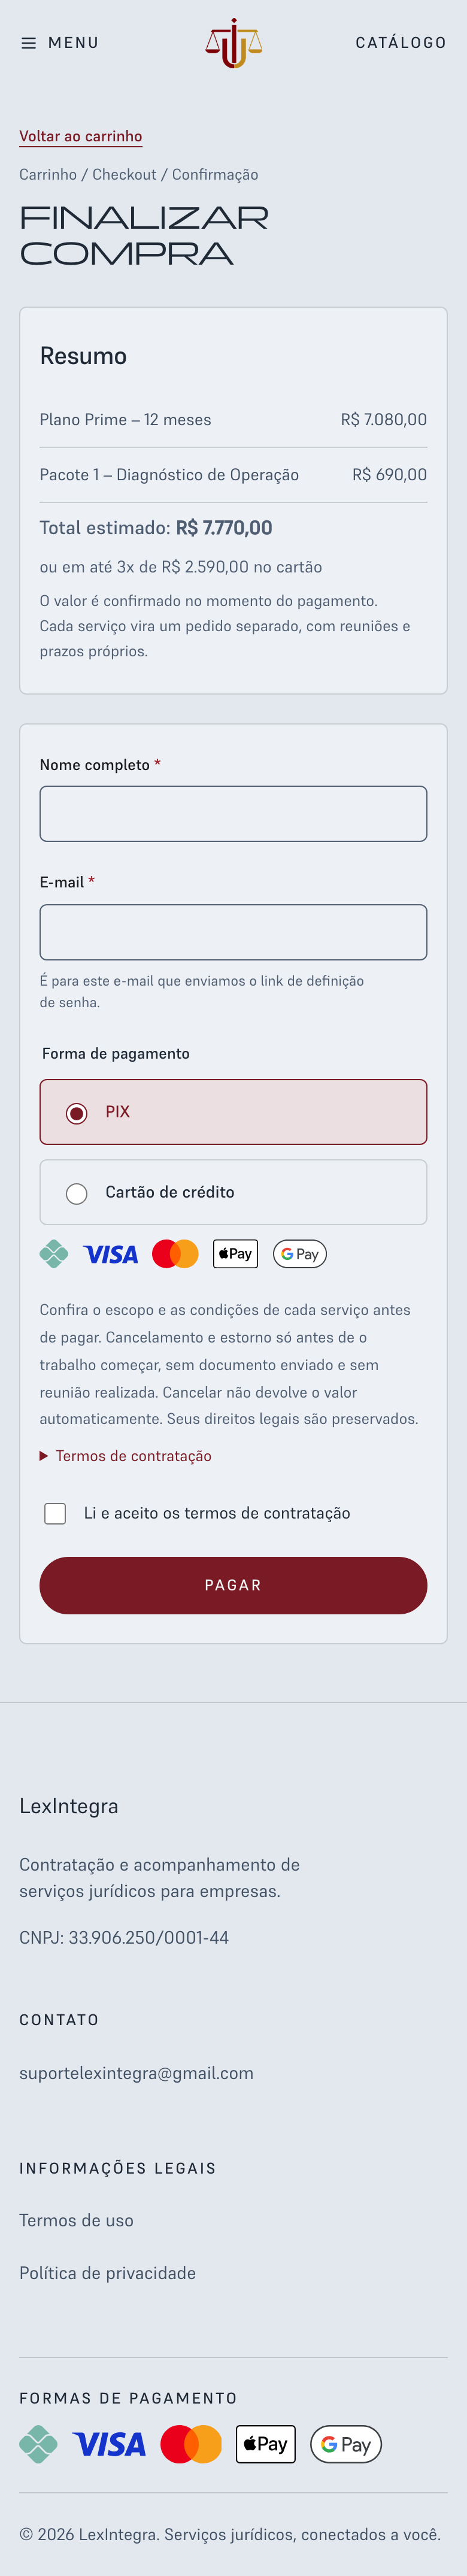 MENU
CATÁLOGO
Voltar ao carrinho
Carrinho / Checkout / Confirmação
FINALIZAR
COMPRA
Resumo
Plano Prime – 12 meses R$ 7.080,00
Pacote 1 – Diagnóstico de Operação R$ 690,00
Total estimado: R$ 7.770,00
ou em até 3x de R$ 2.590,00 no cartão
O valor é confirmado no momento do pagamento.
Cada serviço vira um pedido separado, com reuniões e
prazos próprios.
Nome completo *
E-mail *
É para este e-mail que enviamos o link de definição
de senha.
Forma de pagamento
PIX
Cartão de crédito
VISA Pay G Pay
Confira o escopo e as condições de cada serviço antes
de pagar. Cancelamento e estorno só antes de o
trabalho começar, sem documento enviado e sem
reunião realizada. Cancelar não devolve o valor
automaticamente. Seus direitos legais são preservados.
Termos de contratação
Li e aceito os termos de contratação
PAGAR
LexIntegra
Contratação e acompanhamento de
serviços jurídicos para empresas.
CNPJ: 33.906.250/0001-44
CONTATO
suportelexintegra@gmail.com
INFORMAÇÕES LEGAIS
Termos de uso
Política de privacidade
FORMAS DE PAGAMENTO
VISA Pay G Pay
© 2026 LexIntegra. Serviços jurídicos, conectados a você.